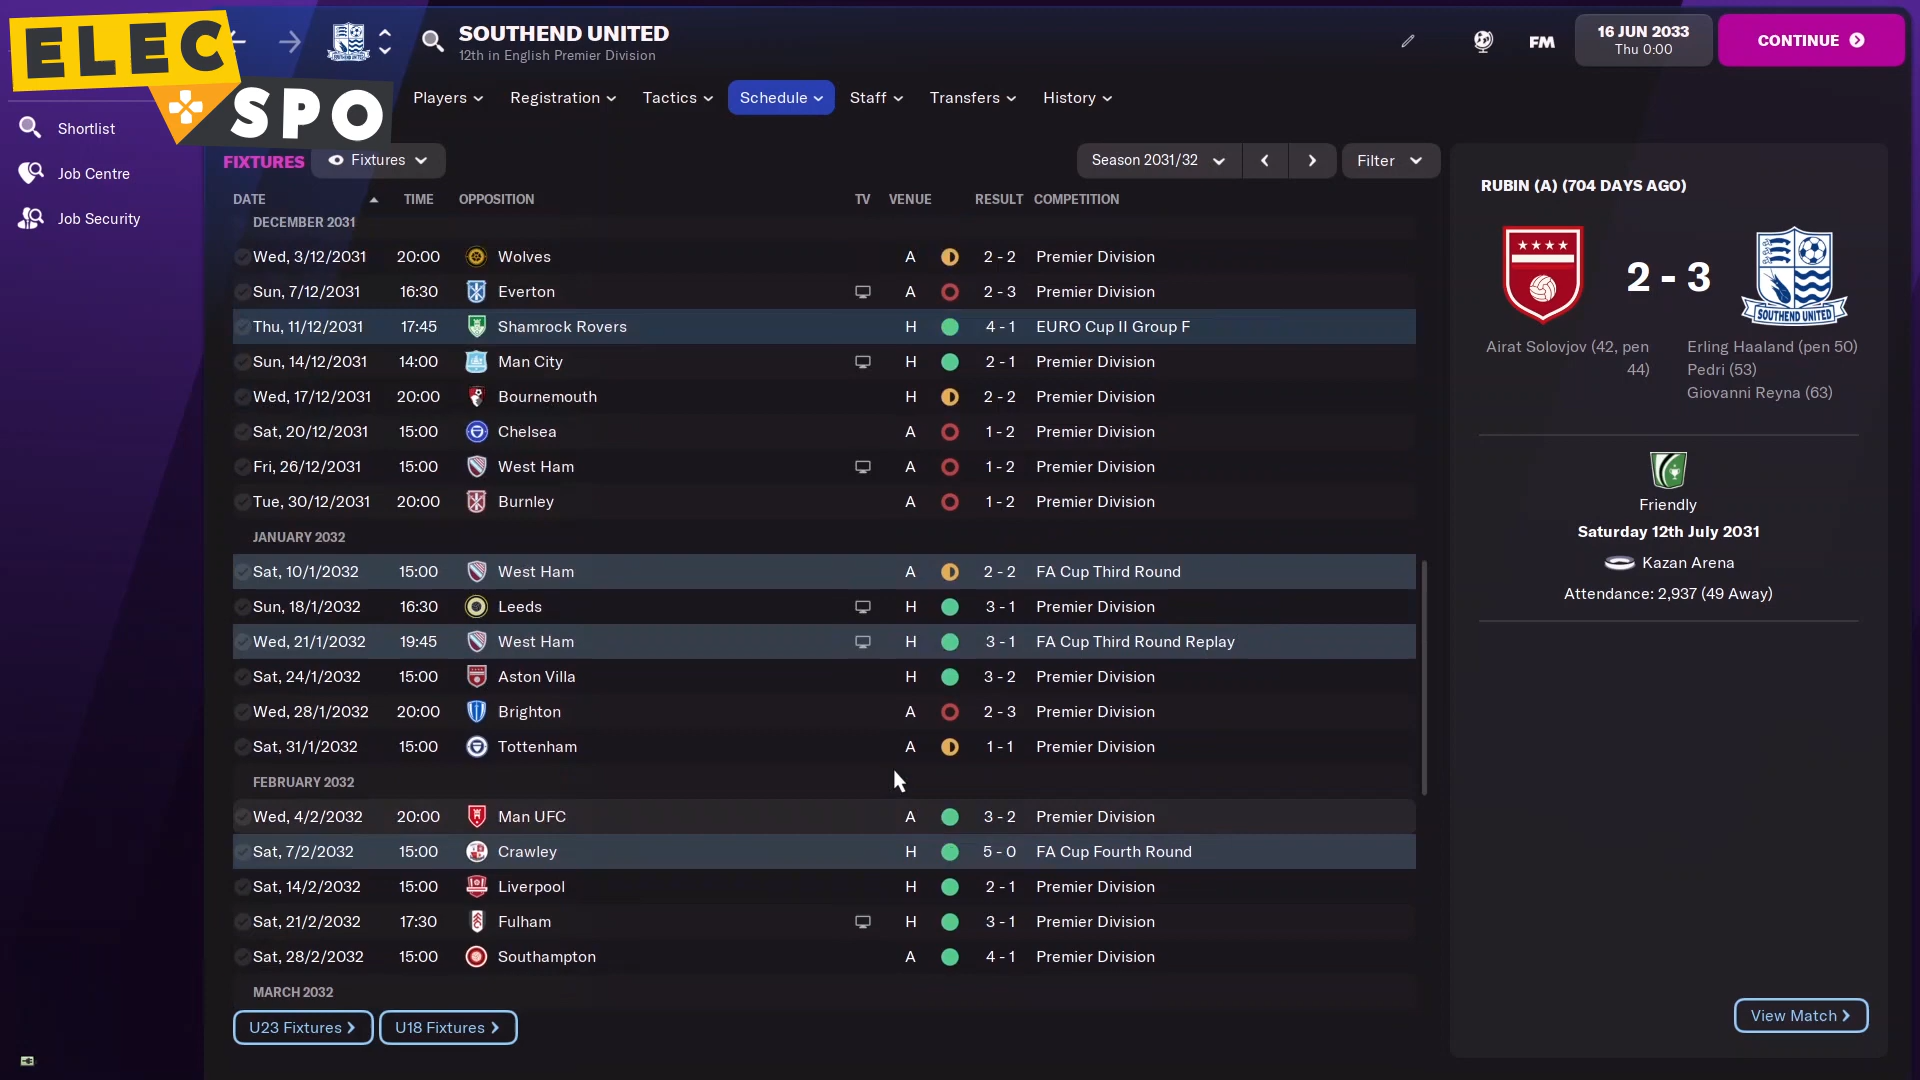 ELEC
SPO
SOUTHEND UNITED
12th in English Premier Division
FM
16 JUN 2033
Thu 0:00
CONTINUE
Players
Registration
Tactics
Schedule
Staff
Transfers
History
Shortlist
Job Centre
Job Security
FIXTURES
Fixtures
Season 2031/32
Filter
DATE TIME OPPOSITION TV VENUE RESULT COMPETITION
DECEMBER 2031
Wed, 3/12/2031 20:00 Wolves A 2 - 2 Premier Division
Sun, 7/12/2031 16:30 Everton A 2 - 3 Premier Division
Thu, 11/12/2031 17:45 Shamrock Rovers H 4 - 1 EURO Cup II Group F
Sun, 14/12/2031 14:00 Man City H 2 - 1 Premier Division
Wed, 17/12/2031 20:00 Bournemouth H 2 - 2 Premier Division
Sat, 20/12/2031 15:00 Chelsea A 1 - 2 Premier Division
Fri, 26/12/2031 15:00 West Ham A 1 - 2 Premier Division
Tue, 30/12/2031 20:00 Burnley A 1 - 2 Premier Division
JANUARY 2032
Sat, 10/1/2032 15:00 West Ham A 2 - 2 FA Cup Third Round
Sun, 18/1/2032 16:30 Leeds H 3 - 1 Premier Division
Wed, 21/1/2032 19:45 West Ham H 3 - 1 FA Cup Third Round Replay
Sat, 24/1/2032 15:00 Aston Villa H 3 - 2 Premier Division
Wed, 28/1/2032 20:00 Brighton A 2 - 3 Premier Division
Sat, 31/1/2032 15:00 Tottenham A 1 - 1 Premier Division
FEBRUARY 2032
Wed, 4/2/2032 20:00 Man UFC A 3 - 2 Premier Division
Sat, 7/2/2032 15:00 Crawley H 5 - 0 FA Cup Fourth Round
Sat, 14/2/2032 15:00 Liverpool H 2 - 1 Premier Division
Sat, 21/2/2032 17:30 Fulham H 3 - 1 Premier Division
Sat, 28/2/2032 15:00 Southampton A 4 - 1 Premier Division
MARCH 2032
U23 Fixtures
U18 Fixtures
RUBIN (A) (704 DAYS AGO)
2 - 3
SOUTHEND UNITED
Airat Solovjov (42, pen
44)
Erling Haaland (pen 50)
Pedri (53)
Giovanni Reyna (63)
Friendly
Saturday 12th July 2031
Kazan Arena
Attendance: 2,937 (49 Away)
View Match